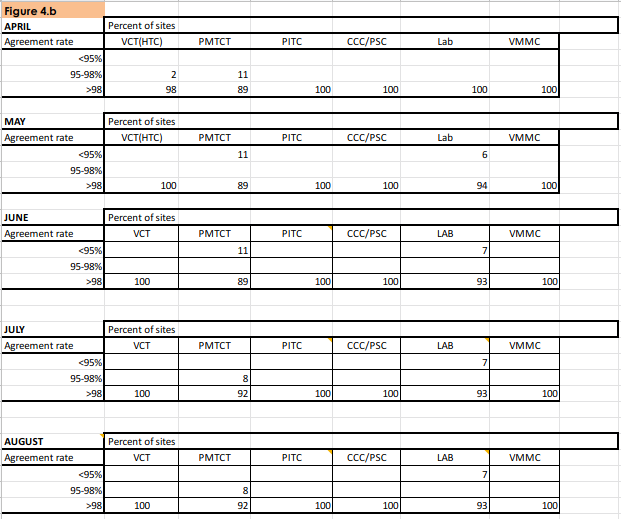 Figure 4.b
APRIL Percent of sites
Agreement rate VCT(HTC) PMTCT PITC CCC/PSC Lab VMMC
<95%
95-98% 2 11
>98 98 89 100 100 100 100
MAY Percent of sites
Agreement rate VCT(HTC) PMTCT PITC CCC/PSC Lab VMMC
<95% 11 6
95-98%
>98 100 89 100 100 94 100
JUNE Percent of sites
Agreement rate VCT PMTCT PITC CCC/PSC LAB VMMC
<95% 11 7
95-98%
>98 100 89 100 100 93 100
JULY Percent of sites
Agreement rate VCT PMTCT PITC CCC/PSC LAB VMMC
<95% 7
95-98% 8
>98 100 92 100 100 93 100
AUGUST Percent of sites
Agreement rate VCT PMTCT PITC CCC/PSC LAB VMMC
<95% 7
95-98% 8
>98 100 92 100 100 93 100